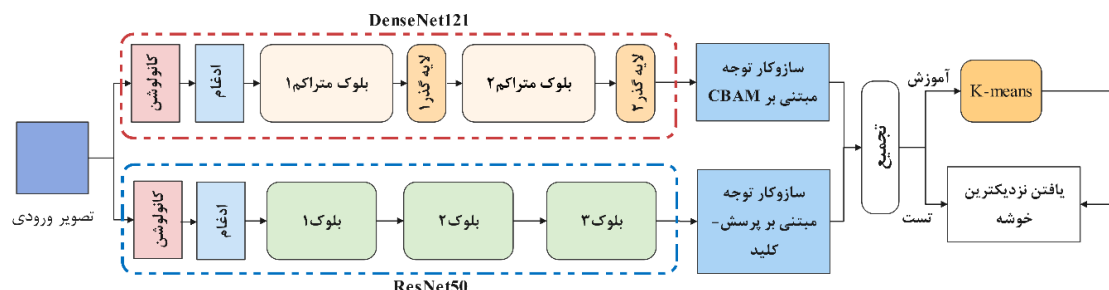 DenseNet121
کانولوشن
ادغام
بلوک متراکم۱
لایه گذر۱
بلوک متراکم۲
لایه گذر۲
سازوکار توجه
مبتنی بر CBAM
آموزش
K-means
تجمیع
تصویر ورودی
کانولوشن
ادغام
بلوک۱
بلوک۲
بلوک۳
سازوکار توجه
مبتنی بر پرسش-
کلید
تست
یافتن نزدیکترین
خوشه
ResNet50